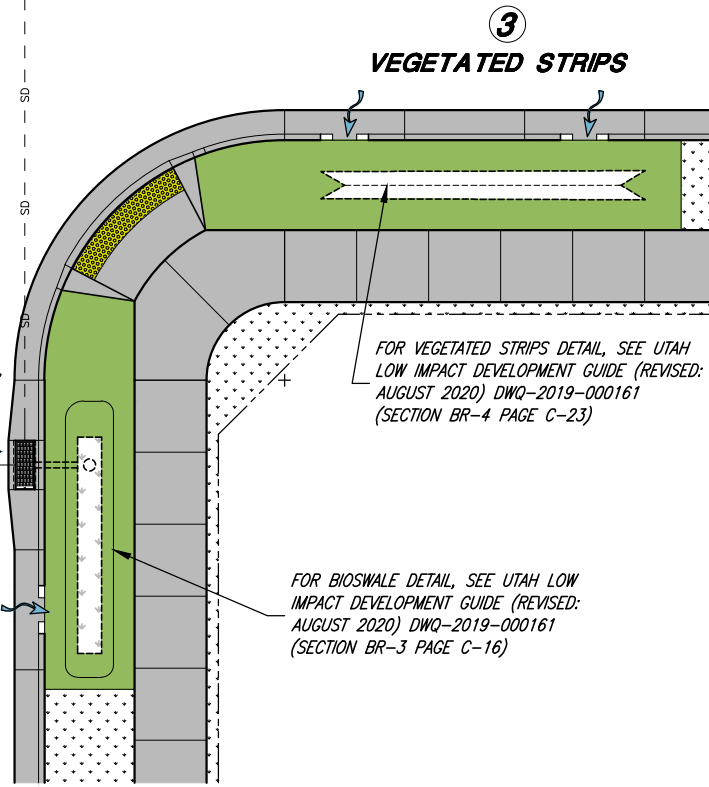 3
VEGETATED STRIPS
SD
SD
SD
FOR VEGETATED STRIPS DETAIL, SEE UTAH
LOW IMPACT DEVELOPMENT GUIDE (REVISED:
AUGUST 2020) DWQ-2019-000161
(SECTION BR-4 PAGE C-23)
FOR BIOSWALE DETAIL, SEE UTAH LOW
IMPACT DEVELOPMENT GUIDE (REVISED:
AUGUST 2020) DWQ-2019-000161
(SECTION BR-3 PAGE C-16)